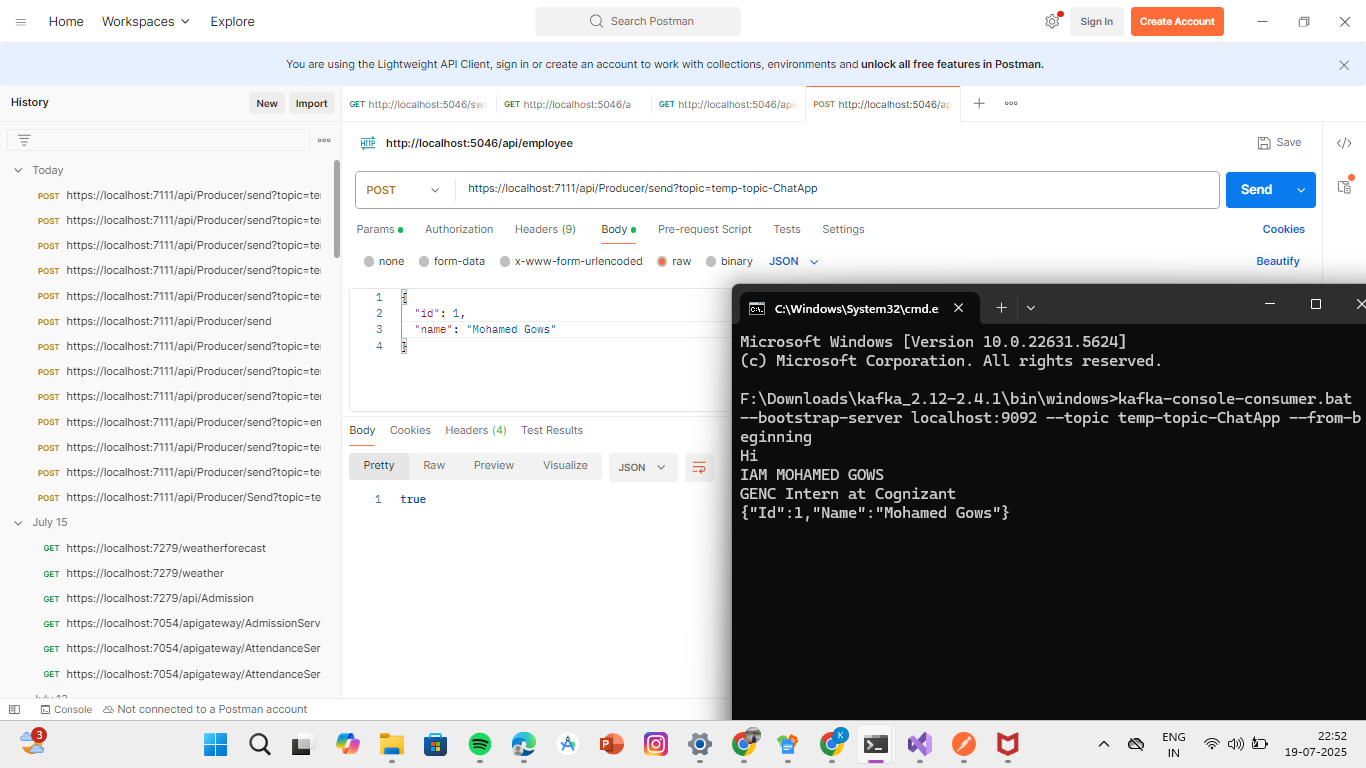 Home Workspaces Explore Search Postman Sign In Create Account
You are using the Lightweight API Client, sign in or create an account to work with collections, environments and unlock all free features in Postman.
History New Import
GET http://localhost:5046/sw GET http://localhost:5046/a GET http://localhost:5046/api POST http://localhost:5046/ap
HTTP http://localhost:5046/api/employee Save
Today
POST https://localhost:7111/api/Producer/send?topic=te
POST https://localhost:7111/api/Producer/send?topic=te
POST https://localhost:7111/api/Producer/send?topic=te
POST https://localhost:7111/api/Producer/send?topic=te
POST https://localhost:7111/api/Producer/send?topic=te
POST https://localhost:7111/api/Producer/send
POST https://localhost:7111/api/Producer/send?topic=te
POST https://localhost:7111/api/Producer/send?topic=te
POST https://localhost:7111/api/Producer/send?topic=te
POST https://localhost:7111/api/Producer/send?topic=em
POST https://localhost:7111/api/Producer/send?topic=te
POST https://localhost:7111/api/Producer/send?topic=te
POST https://localhost:7111/api/Producer/Send?topic=te
July 15
GET https://localhost:7279/weatherforecast
GET https://localhost:7279/weather
GET https://localhost:7279/api/Admission
GET https://localhost:7054/apigateway/AdmissionServ
GET https://localhost:7054/apigateway/AttendanceSer
GET https://localhost:7054/apigateway/AttendanceSer
POST https://localhost:7111/api/Producer/send?topic=temp-topic-ChatApp Send
Params Authorization Headers (9) Body Pre-request Script Tests Settings Cookies
none form-data x-www-form-urlencoded raw binary JSON Beautify
1 {
2 "id": 1,
3 "name": "Mohamed Gows"
4 }
Body Cookies Headers (4) Test Results
Pretty Raw Preview Visualize JSON
1 true
C:\Windows\System32\cmd.e
Microsoft Windows [Version 10.0.22631.5624]
(c) Microsoft Corporation. All rights reserved.
F:\Downloads\kafka_2.12-2.4.1\bin\windows>kafka-console-consumer.bat
--bootstrap-server localhost:9092 --topic temp-topic-ChatApp --from-b
eginning
Hi
IAM MOHAMED GOWS
GENC Intern at Cognizant
{"Id":1,"Name":"Mohamed Gows"}
Console Not connected to a Postman account
3
K
ENG
IN
22:52
19-07-2025